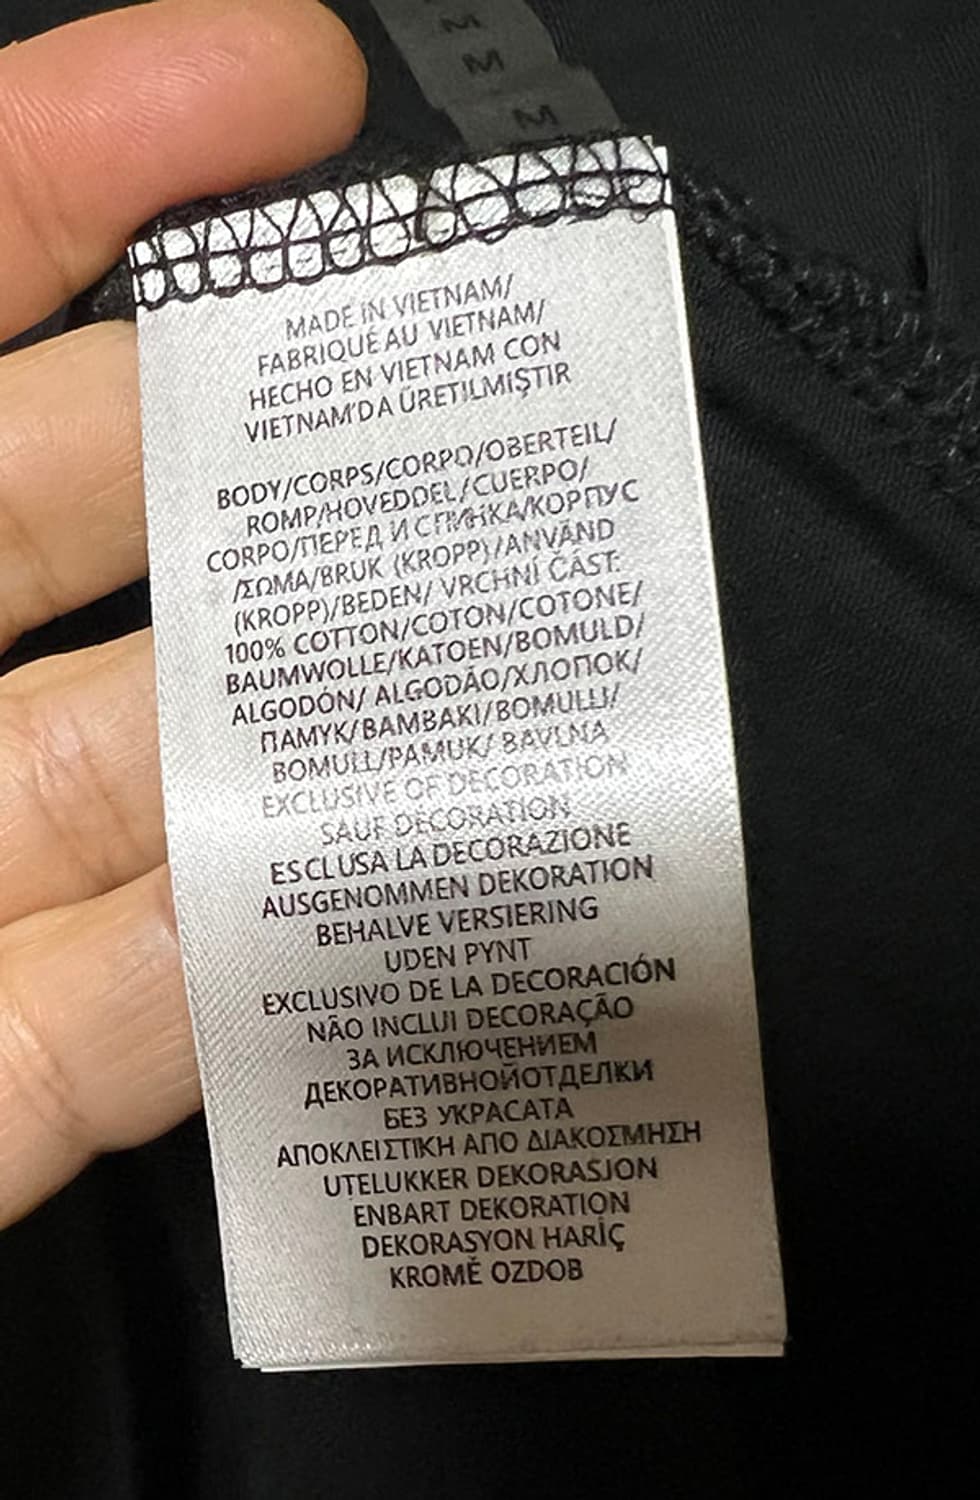 M
M
M
MADE IN VIETNAM/
FABRIQUÉ AU VIETNAM/
HECHO EN VIETNAM CON
VIETNAM'DA ÜRETILMIŞTIR
BODY/CORPS/CORPO/OBERTEIL/
ROMP/HOVEDDEL/CUERPO/
CORPO/ПЕРЕД И СПИНКА/КОРПУС
/ΣΩΜΑ/BRUK (KROPP)/ANVÄND
(KROPP)/BEDEN/ VRCHNÍ ČÁST:
100% COTTON/COTON/COTONE/
BAUMWOLLE/KATOEN/BOMULD/
ALGODÓN/ ALGODÃO/ХЛОПОК/
ПАМУК/ΒΑΜΒΑΚΙ/BOMULL/
BOMULL/PAMUK/ BAVLNA
EXCLUSIVE OF DECORATION
SAUF DÉCORATION
ESCLUSA LA DECORAZIONE
AUSGENOMMEN DEKORATION
BEHALVE VERSIERING
UDEN PYNT
EXCLUSIVO DE LA DECORACIÓN
NÃO INCLUI DECORAÇÃO
ЗА ИСКЛЮЧЕНИЕМ
ДЕКОРАТИВНОЙОТДЕЛКИ
БЕЗ УКРАСАТА
ΑΠΟΚΛΕΙΣΤΙΚΗ ΑΠΟ ΔΙΑΚΟΣΜΗΣΗ
UTELUKKER DEKORASJON
ENBART DEKORATION
DEKORASYON HARİÇ
KROMĚ OZDOB